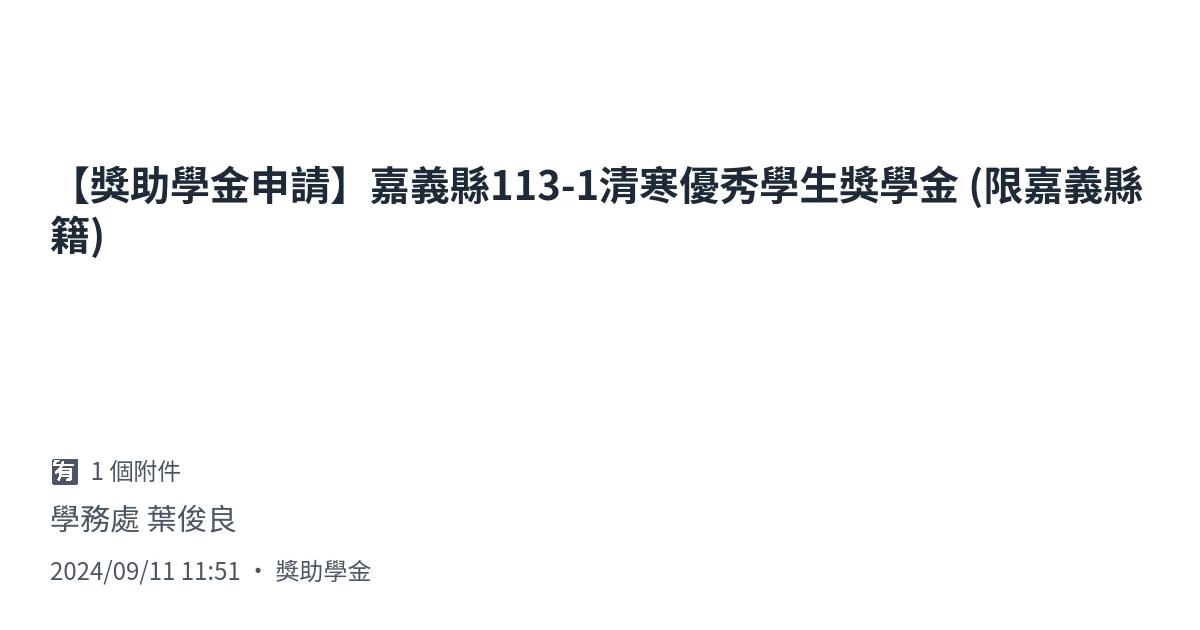 【獎助學金申請】嘉義縣113-1清寒優秀學生獎學金 (限嘉義縣
籍)
🈶 1 個附件
學務處 葉俊良
2024/09/11 11:51 • 獎助學金